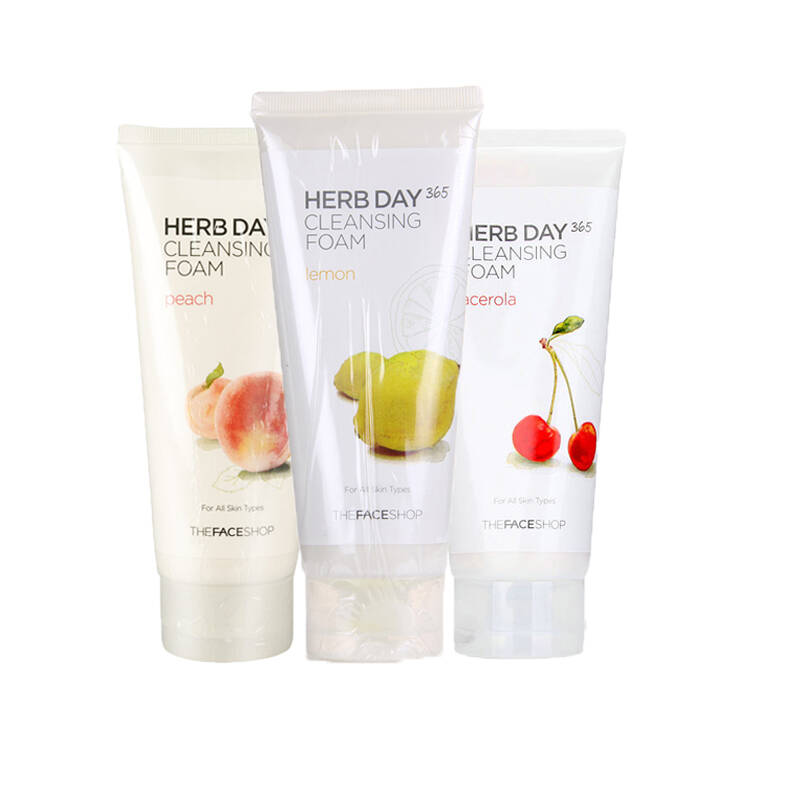 HERB DAY
CLEANSING
FOAM
peach
For All Skin Types
THEFACESHOP
HERB DAY 365
CLEANSING
FOAM
lemon
For All Skin Types
THEFACESHOP
HERB DAY 365
CLEANSING
FOAM
acerola
For All Skin Types
THEFACESHOP